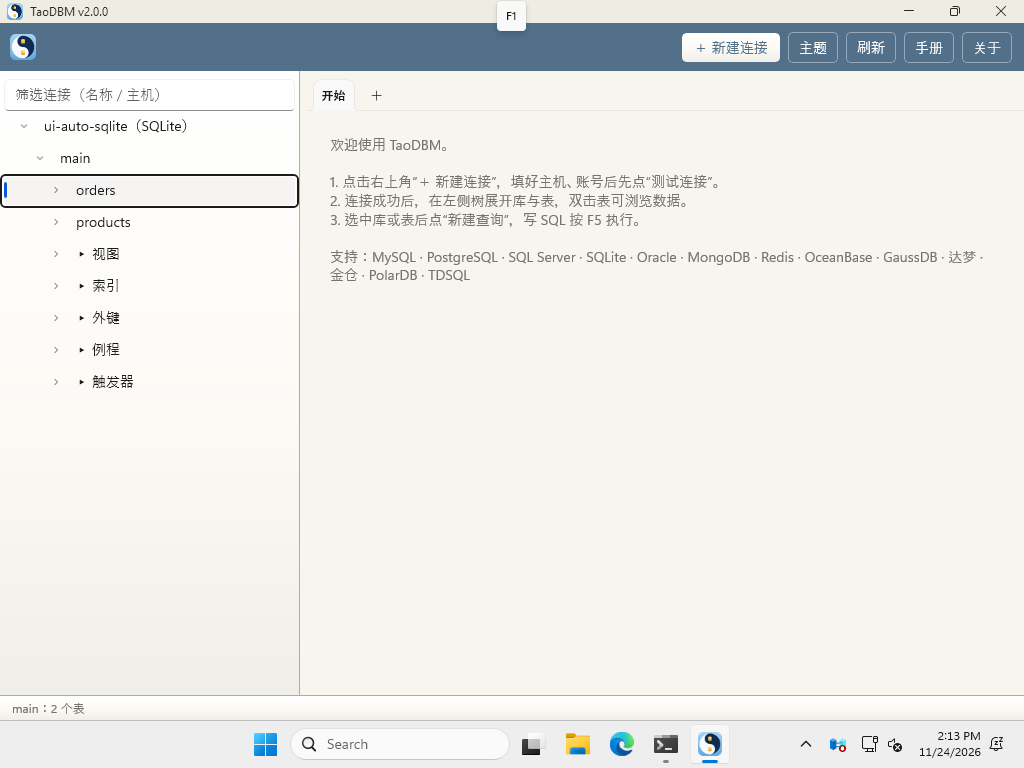 TaoDBM v2.0.0
F1
＋ 新建连接
主题
刷新
手册
关于
筛选连接（名称 / 主机）
ui-auto-sqlite（SQLite）
main
orders
products
▸ 视图
▸ 索引
▸ 外键
▸ 例程
▸ 触发器
开始
+
欢迎使用 TaoDBM。
1. 点击右上角“＋ 新建连接”，填好主机、账号后先点“测试连接”。
2. 连接成功后，在左侧树展开库与表，双击表可浏览数据。
3. 选中库或表后点“新建查询”，写 SQL 按 F5 执行。
支持：MySQL · PostgreSQL · SQL Server · SQLite · Oracle · MongoDB · Redis · OceanBase · GaussDB · 达梦 ·
金仓 · PolarDB · TDSQL
main：2 个表
Search
2:13 PM
11/24/2026